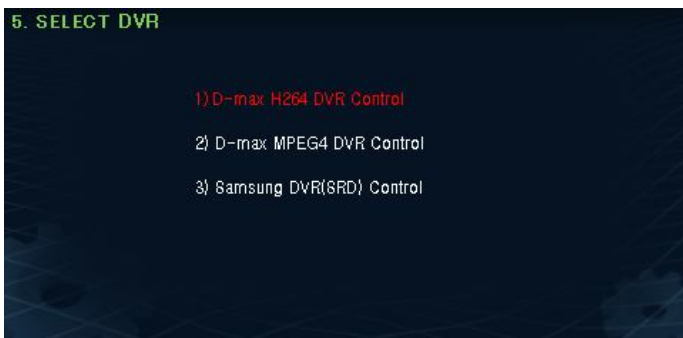 5. SELECT DVR
1) D-max H264 DVR Control
2) D-max MPEG4 DVR Control
3) Samsung DVR(SRD) Control